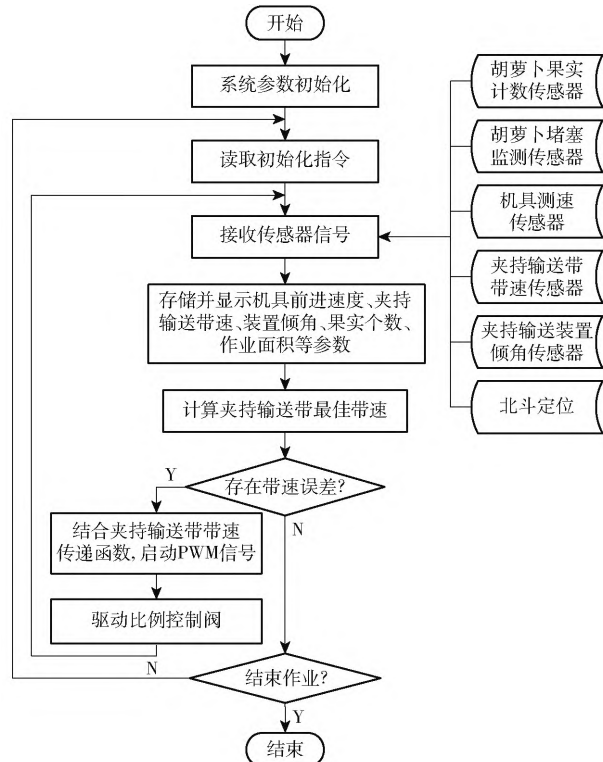 开始
系统参数初始化
读取初始化指令
接收传感器信号
存储并显示机具前进速度、夹持
输送带速、装置倾角、果实个数、
作业面积等参数
计算夹持输送带最佳带速
存在带速误差?
Y
N
结合夹持输送带带速
传递函数,启动PWM信号
驱动比例控制阀
N
结束作业?
Y
结束
胡萝卜果实
计数传感器
胡萝卜堵塞
监测传感器
机具测速
传感器
夹持输送带
带速传感器
夹持输送装置
倾角传感器
北斗定位